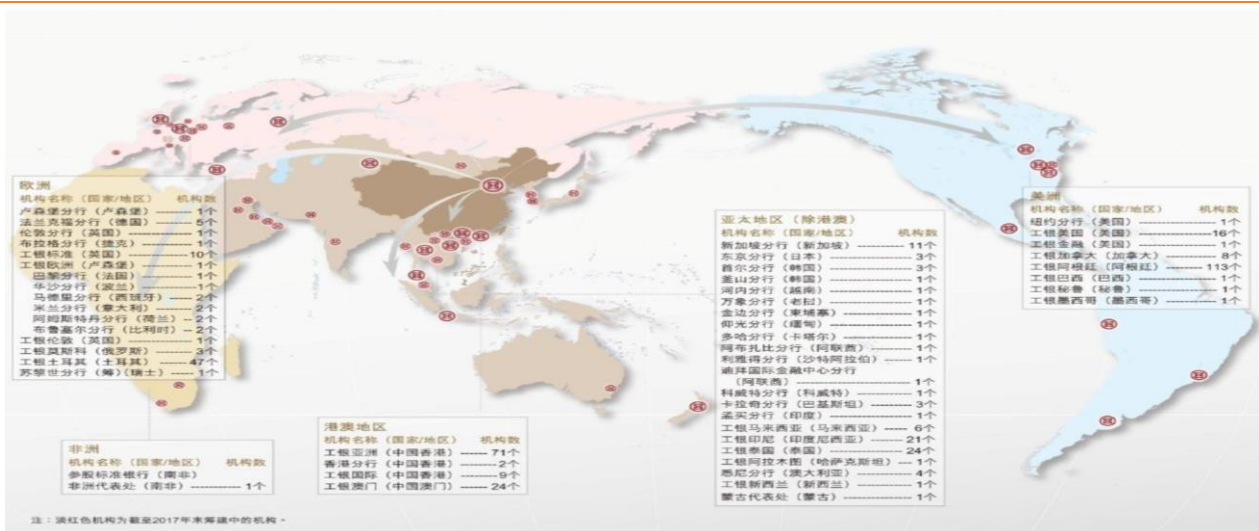 欧洲
机构名称（国家/地区） 机构数
卢森堡分行（卢森堡）------1个
法兰克福分行（德国）------5个
伦敦分行（英国）------1个
布拉格分行（捷克）------1个
工银标准（英国）------10个
工银欧洲（卢森堡）------1个
巴黎分行（法国）------1个
华沙分行（波兰）------1个
马德里分行（西班牙）------2个
米兰分行（意大利）------2个
阿姆斯特丹分行（荷兰）------2个
布鲁塞尔分行（比利时）------2个
工银伦敦（英国）------1个
工银莫斯科（俄罗斯）------3个
工银土耳其（土耳其）------47个
苏黎世分行（筹）（瑞士）------1个
非洲
机构名称（国家/地区） 机构数
参股标准银行（南非）
非洲代表处（南非）------1个
港澳地区
机构名称（国家/地区） 机构数
工银亚洲（中国香港）------71个
香港分行（中国香港）------2个
工银国际（中国香港）------9个
工银澳门（中国澳门）------24个
亚太地区（除港澳）
机构名称（国家/地区） 机构数
新加坡分行（新加坡）------11个
东京分行（日本）------3个
首尔分行（韩国）------3个
釜山分行（韩国）------1个
河内分行（越南）------1个
万象分行（老挝）------1个
金边分行（柬埔寨）------1个
仰光分行（缅甸）------1个
多哈分行（卡塔尔）------1个
阿布扎比分行（阿联酋）------1个
利雅得分行（沙特阿拉伯）------1个
迪拜国际金融中心分行
（阿联酋）------1个
科威特分行（科威特）------1个
卡拉奇分行（巴基斯坦）------3个
孟买分行（印度）------1个
工银马来西亚（马来西亚）------6个
工银印尼（印度尼西亚）------21个
工银泰国（泰国）------24个
工银阿拉木图（哈萨克斯坦）------1个
悉尼分行（澳大利亚）------4个
工银新西兰（新西兰）------1个
蒙古代表处（蒙古）------1个
美洲
机构名称（国家/地区） 机构数
纽约分行（美国）------1个
工银美国（美国）------16个
工银金融（美国）------1个
工银加拿大（加拿大）------8个
工银阿根廷（阿根廷）------113个
工银巴西（巴西）------1个
工银秘鲁（秘鲁）------1个
工银墨西哥（墨西哥）------1个
注：淡红色机构为截至2017年末筹建中的机构。